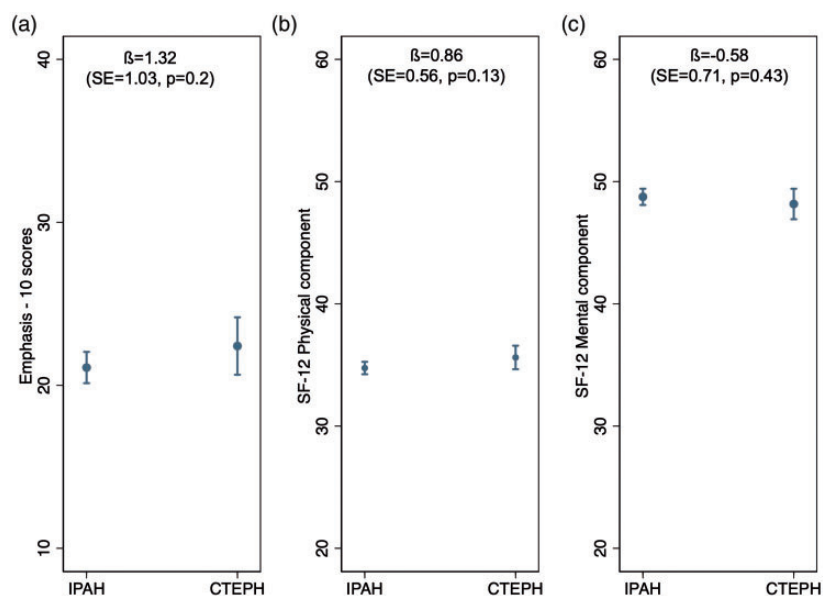 (a)
ß=1.32
(SE=1.03, p=0.2)
Emphasis - 10 scores
40
30
20
10
IPAH
CTEPH
(b)
ß=0.86
(SE=0.56, p=0.13)
SF-12 Physical component
60
50
40
30
20
IPAH
CTEPH
(c)
ß=-0.58
(SE=0.71, p=0.43)
SF-12 Mental component
60
50
40
30
20
IPAH
CTEPH